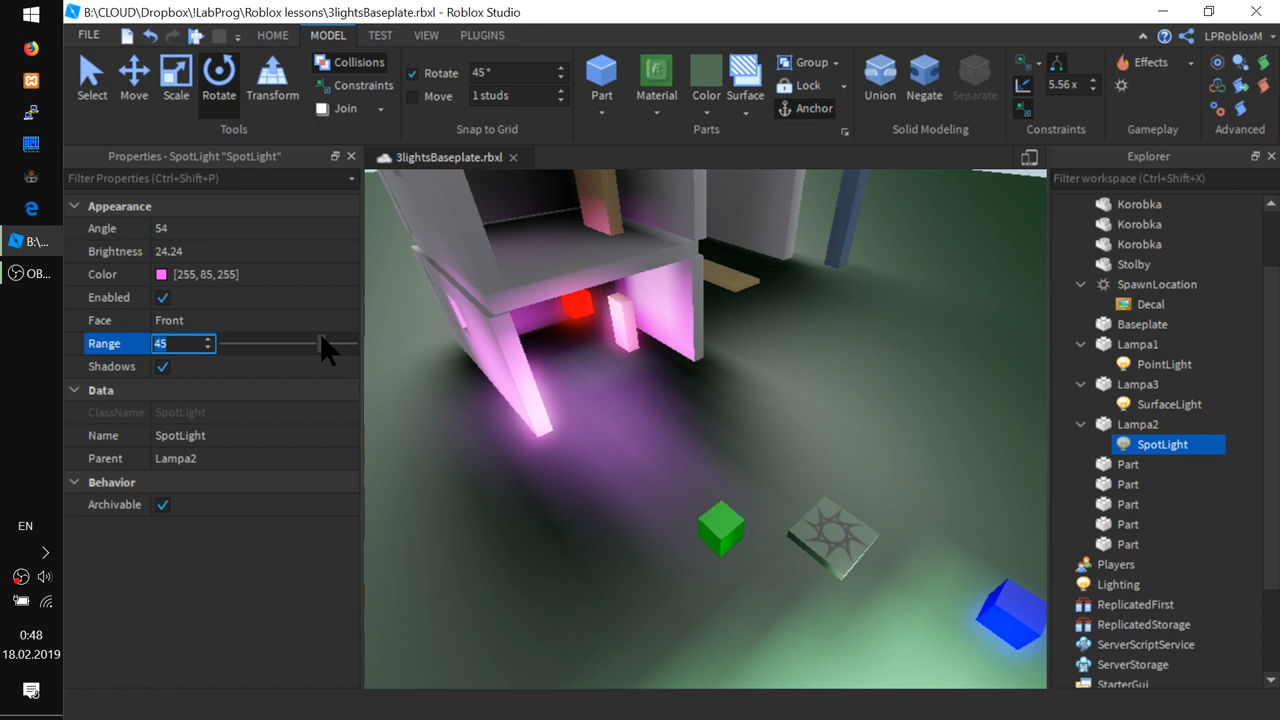 B:\CLOUD\Dropbox\!LabProg\Roblox lessons\3lightsBaseplate.rbxl - Roblox Studio
FILE HOME MODEL TEST VIEW PLUGINS LPRobloxM
Select Move Scale Rotate Transform
Collisions
Constraints
Join
Tools
Rotate 45°
Move 1 studs
Snap to Grid
Part Material Color Surface
Group
Lock
Anchor
Parts
Union Negate Separate
Solid Modeling
5.56 x
Constraints
Effects
Gameplay
Advanced
Properties - SpotLight "SpotLight"
Filter Properties (Ctrl+Shift+P)
Appearance
Angle 54
Brightness 24.24
Color [255, 85, 255]
Enabled
Face Front
Range 45
Shadows
Data
ClassName SpotLight
Name SpotLight
Parent Lampa2
Behavior
Archivable
3lightsBaseplate.rbxl
Explorer
Filter workspace (Ctrl+Shift+X)
Korobka
Korobka
Korobka
Stolby
SpawnLocation
Decal
Baseplate
Lampa1
PointLight
Lampa3
SurfaceLight
Lampa2
SpotLight
Part
Part
Part
Part
Part
Players
Lighting
ReplicatedFirst
ReplicatedStorage
ServerScriptService
ServerStorage
StarterGui
B:\...
OB...
EN
0:48
18.02.2019